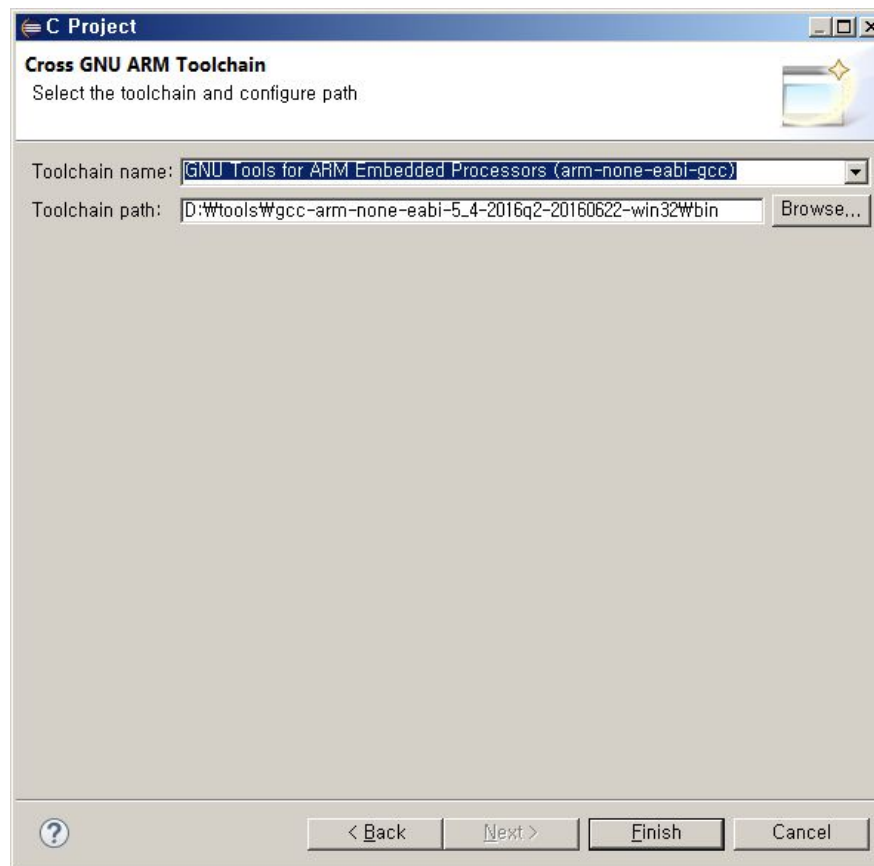 C Project
Cross GNU ARM Toolchain
Select the toolchain and configure path
Toolchain name: GNU Tools for ARM Embedded Processors (arm-none-eabi-gcc)
Toolchain path: D:₩tools₩gcc-arm-none-eabi-5_4-2016q2-20160622-win32₩bin Browse...
? < Back Next > Finish Cancel